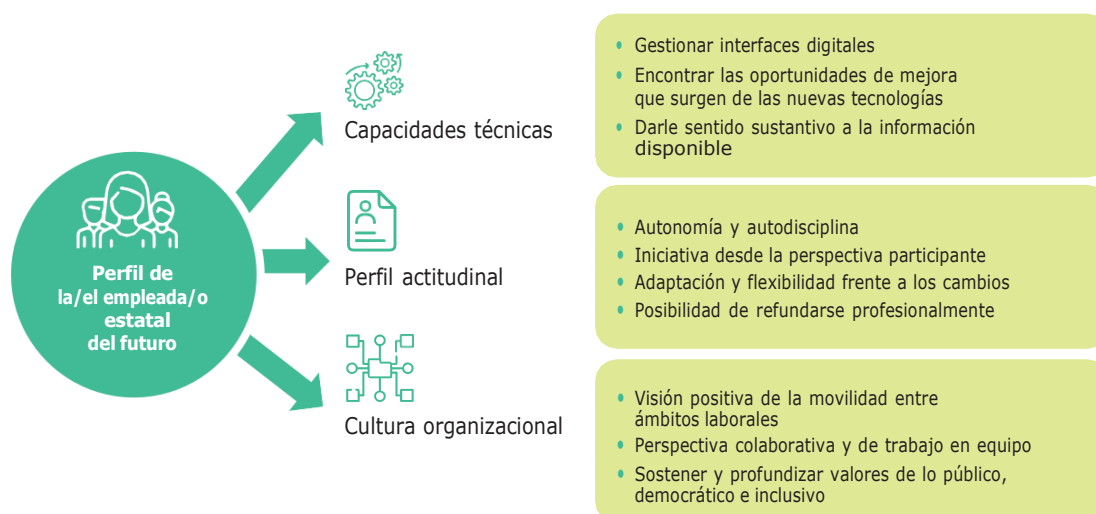 Perfil de
la/el empleada/o
estatal
del futuro
Capacidades técnicas
• Gestionar interfaces digitales
• Encontrar las oportunidades de mejora
que surgen de las nuevas tecnologías
• Darle sentido sustantivo a la información
disponible
Perfil actitudinal
• Autonomía y autodisciplina
• Iniciativa desde la perspectiva participante
• Adaptación y flexibilidad frente a los cambios
• Posibilidad de refundarse profesionalmente
Cultura organizacional
• Visión positiva de la movilidad entre
ámbitos laborales
• Perspectiva colaborativa y de trabajo en equipo
• Sostener y profundizar valores de lo público,
democrático e inclusivo